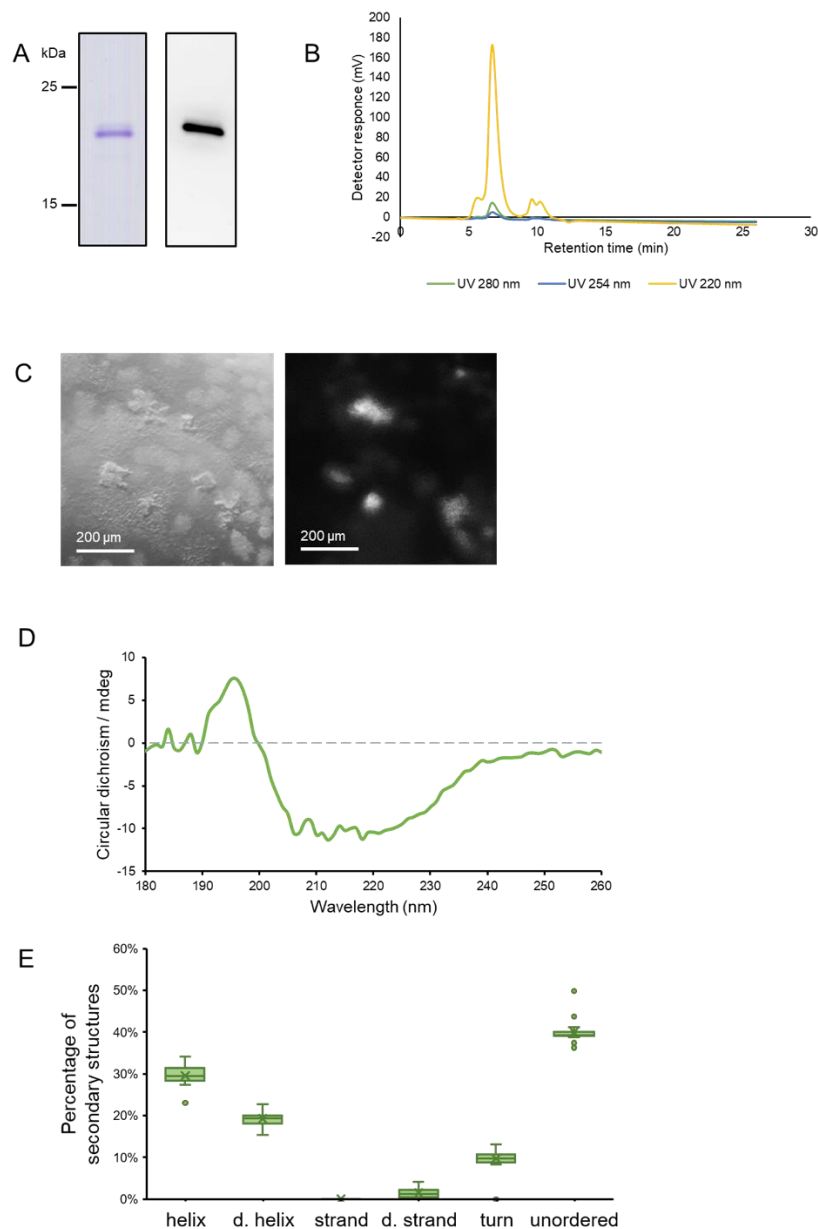 A
kDa
25
15
B
Detector responce (mV)
200
180
160
140
120
100
80
60
40
20
0
-20
0 5 10 15 20 25 30
Retention time (min)
UV 280 nm UV 254 nm UV 220 nm
C
200 µm
200 µm
D
Circular dichroism / mdeg
10
5
0
-5
-10
-15
180 190 200 210 220 230 240 250 260
Wavelength (nm)
E
Percentage of
secondary structures
60%
50%
40%
30%
20%
10%
0%
helix d. helix strand d. strand turn unordered